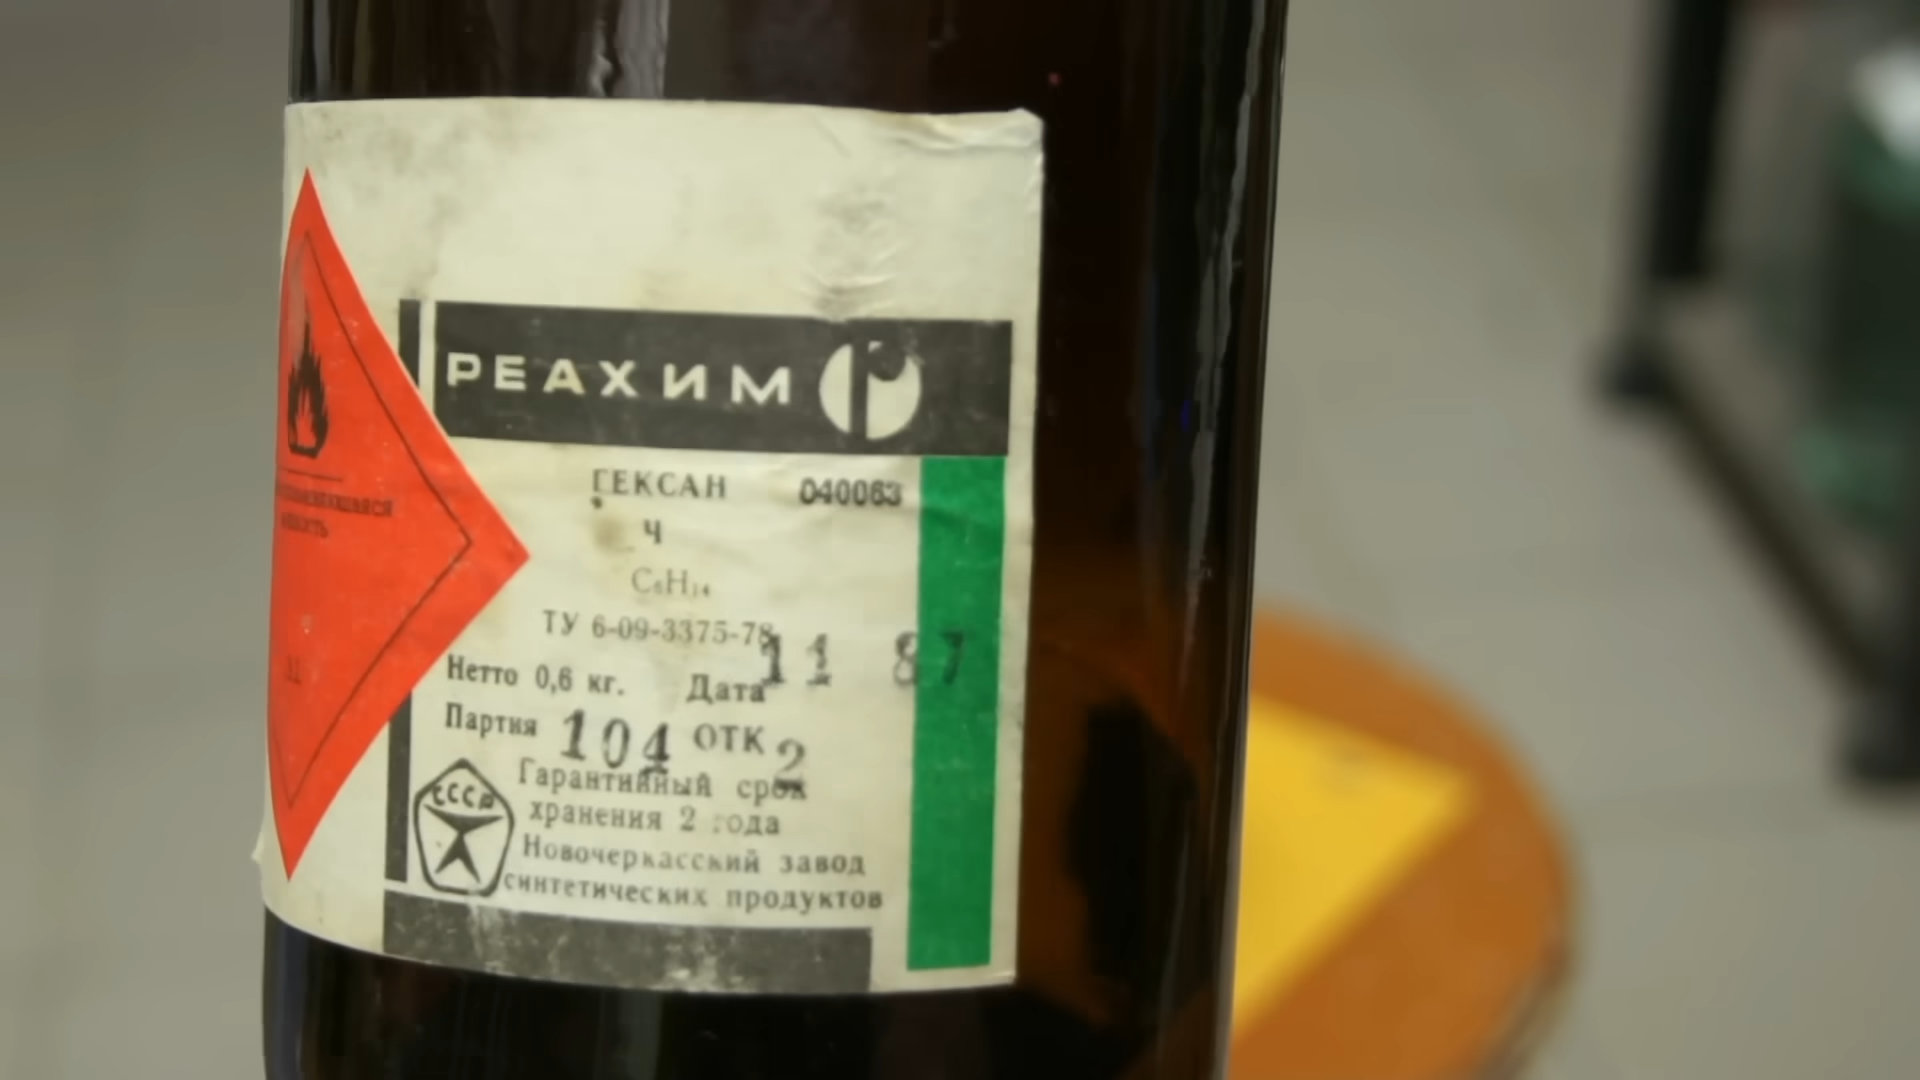 РЕАХИМ
ГЕКСАН 040063
Ч
C₆H₁₄
ТУ 6-09-3375-78
Нетто 0,6 кг. Дата 11 87
Партия 104 ОТК 2
Гарантийный срок
хранения 2 года
Новочеркасский завод
синтетических продуктов
СССР